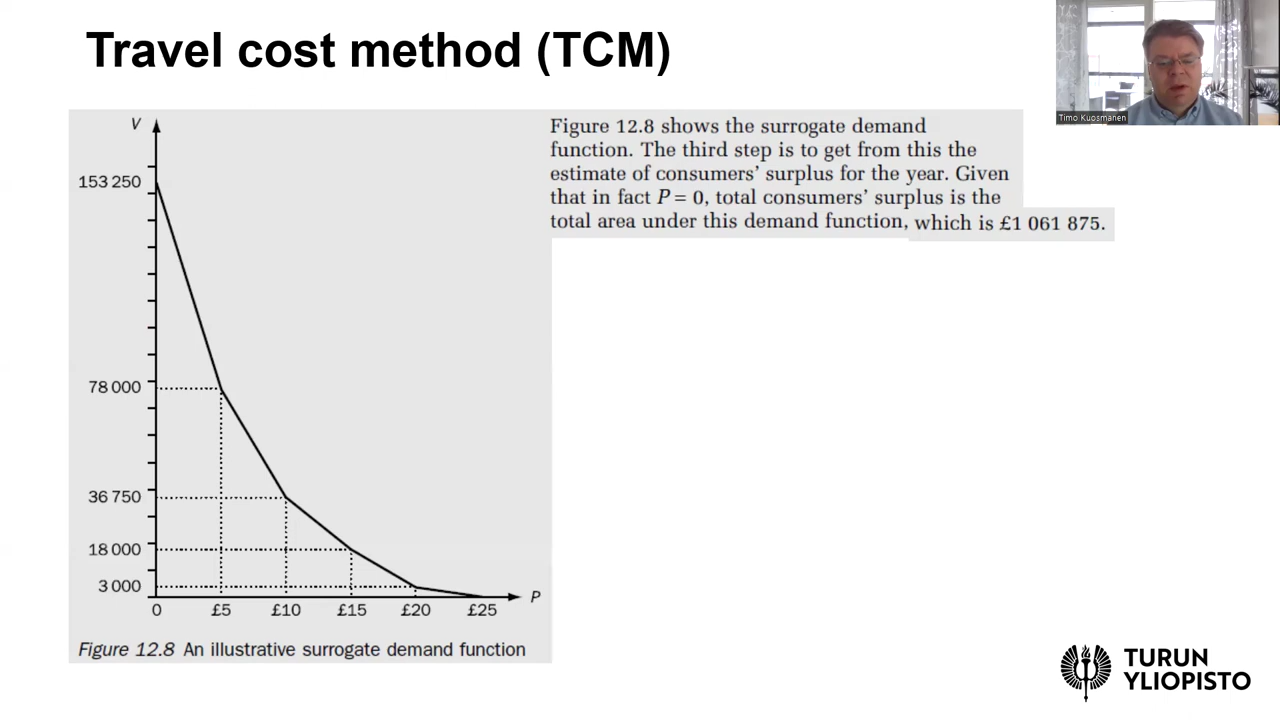 Travel cost method (TCM)
Timo Kuosmanen
V
153 250
78 000
36 750
18 000
3 000
0 £5 £10 £15 £20 £25 P
Figure 12.8 An illustrative surrogate demand function
Figure 12.8 shows the surrogate demand
function. The third step is to get from this the
estimate of consumers’ surplus for the year. Given
that in fact P = 0, total consumers’ surplus is the
total area under this demand function, which is £1 061 875.
TURUN
YLIOPISTO